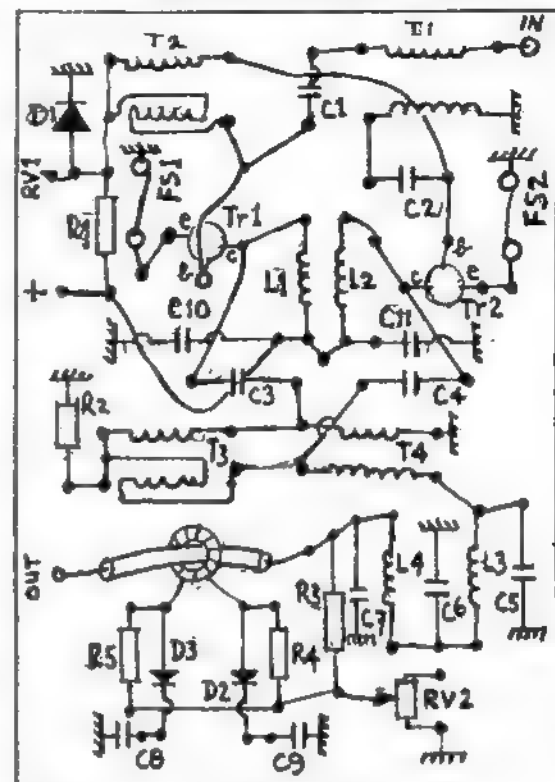 T2
T1
IN
D1
C1
RV1
FS1
C2
FS2
R1
e
Tr1
b
c
b
c
e
Tr2
L1
L2
+
C10
C11
C3
C4
R2
T3
T4
OUT
R3
L4
L3
C7
C6
C5
R5
D3
D2
R4
RV2
C8
C9